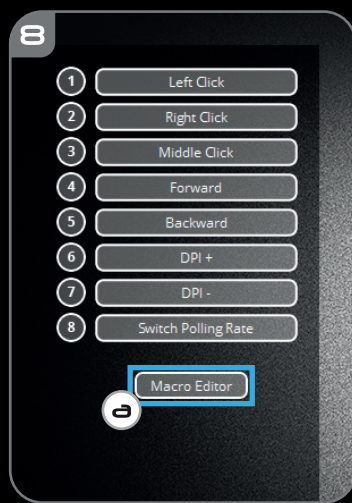 8
1 Left Click
2 Right Click
3 Middle Click
4 Forward
5 Backward
6 DPI +
7 DPI -
8 Switch Polling Rate
Macro Editor
a